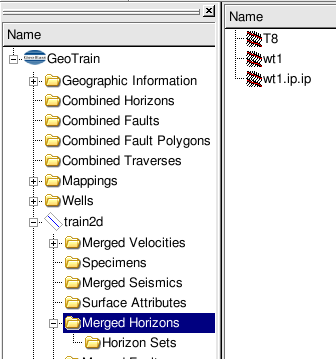 Name
GeoTrain
Geographic Information
Combined Horizons
Combined Faults
Combined Fault Polygons
Combined Traverses
Mappings
Wells
train2d
Merged Velocities
Specimens
Merged Seismics
Surface Attributes
Merged Horizons
Horizon Sets
Name
T8
wt1
wt1.ip.ip